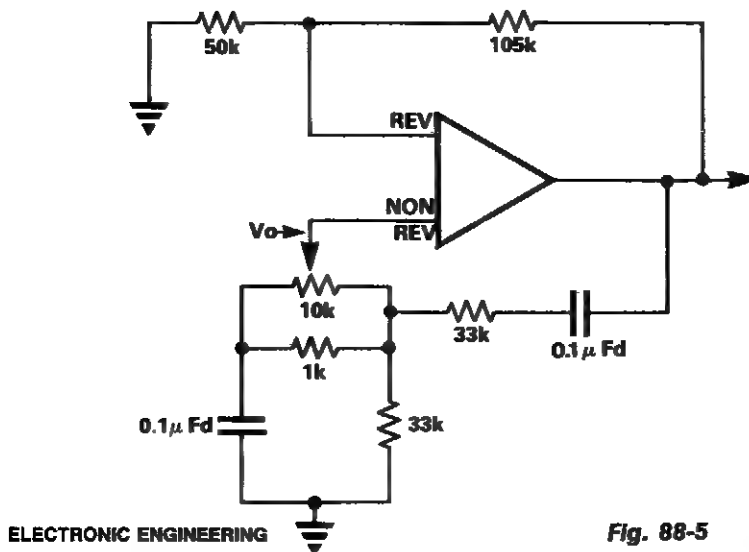 50k
105k
REV
NON
REV
Vo
10k
33k
0.1μ Fd
1k
0.1μ Fd
33k
ELECTRONIC ENGINEERING
Fig. 88-5